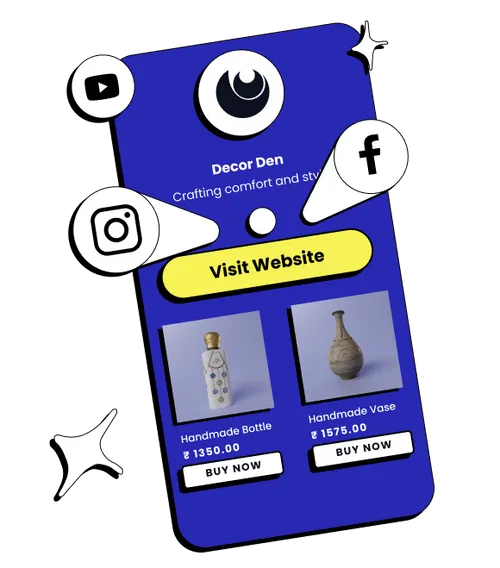 Decor Den
Crafting comfort and
Visit Website
Handmade Bottle
₹ 1350.00
BUY NOW
Handmade Vase
₹ 1575.00
BUY NOW